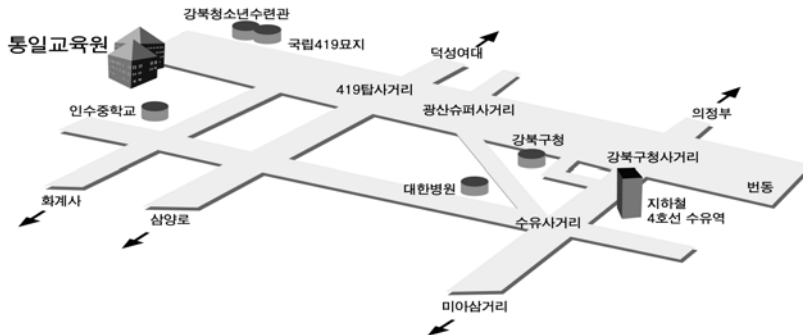 강북청소년수련관
통일교육원
국립419묘지
덕성여대
419탑사거리
광산슈퍼사거리
의정부
인수중학교
강북구청
강북구청사거리
대한병원
번동
화계사
삼양로
수유사거리
지하철
4호선 수유역
미아삼거리